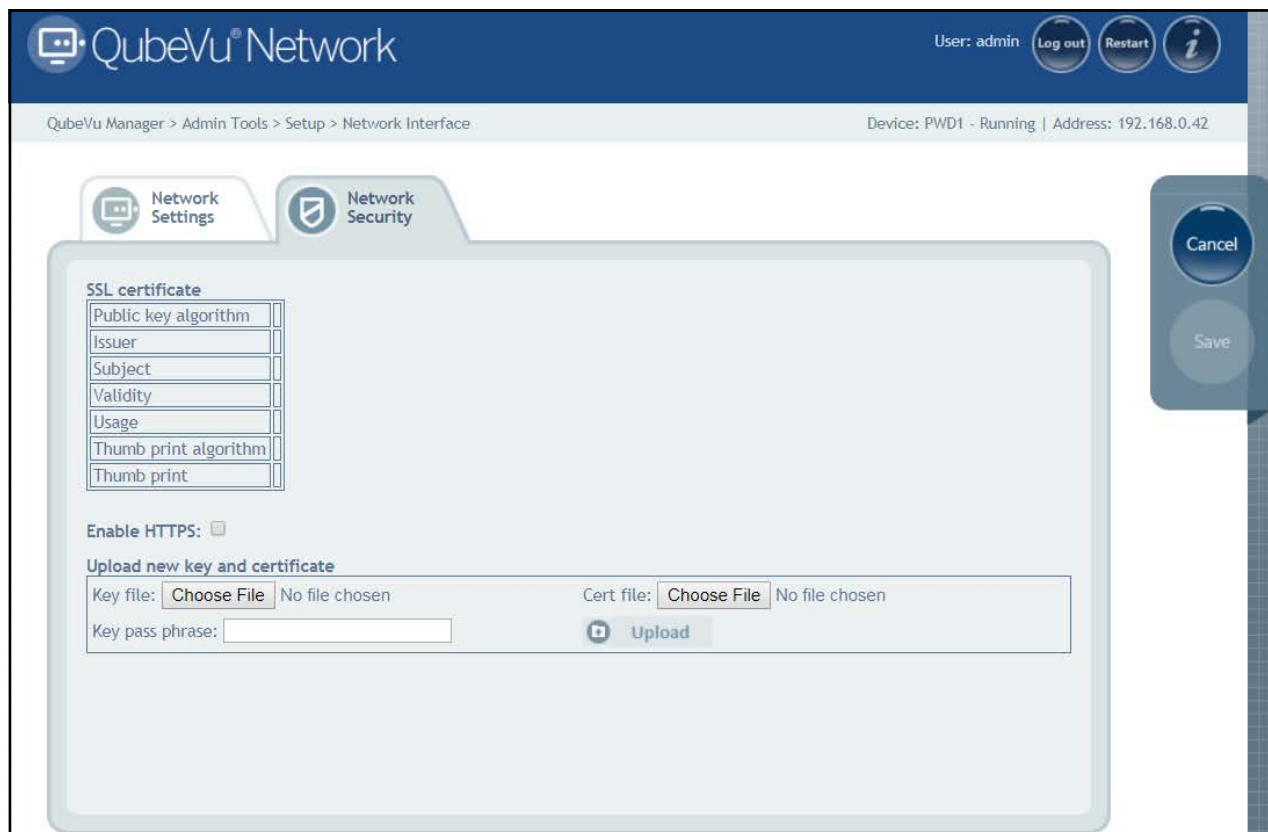 QubeVu® Network
User: admin
Log out
Restart
i
QubeVu Manager > Admin Tools > Setup > Network Interface
Device: PWD1 - Running | Address: 192.168.0.42
Network
Settings
Network
Security
Cancel
Save
SSL certificate
Public key algorithm
Issuer
Subject
Validity
Usage
Thumb print algorithm
Thumb print
Enable HTTPS:
Upload new key and certificate
Key file: Choose File No file chosen
Cert file: Choose File No file chosen
Key pass phrase:
Upload